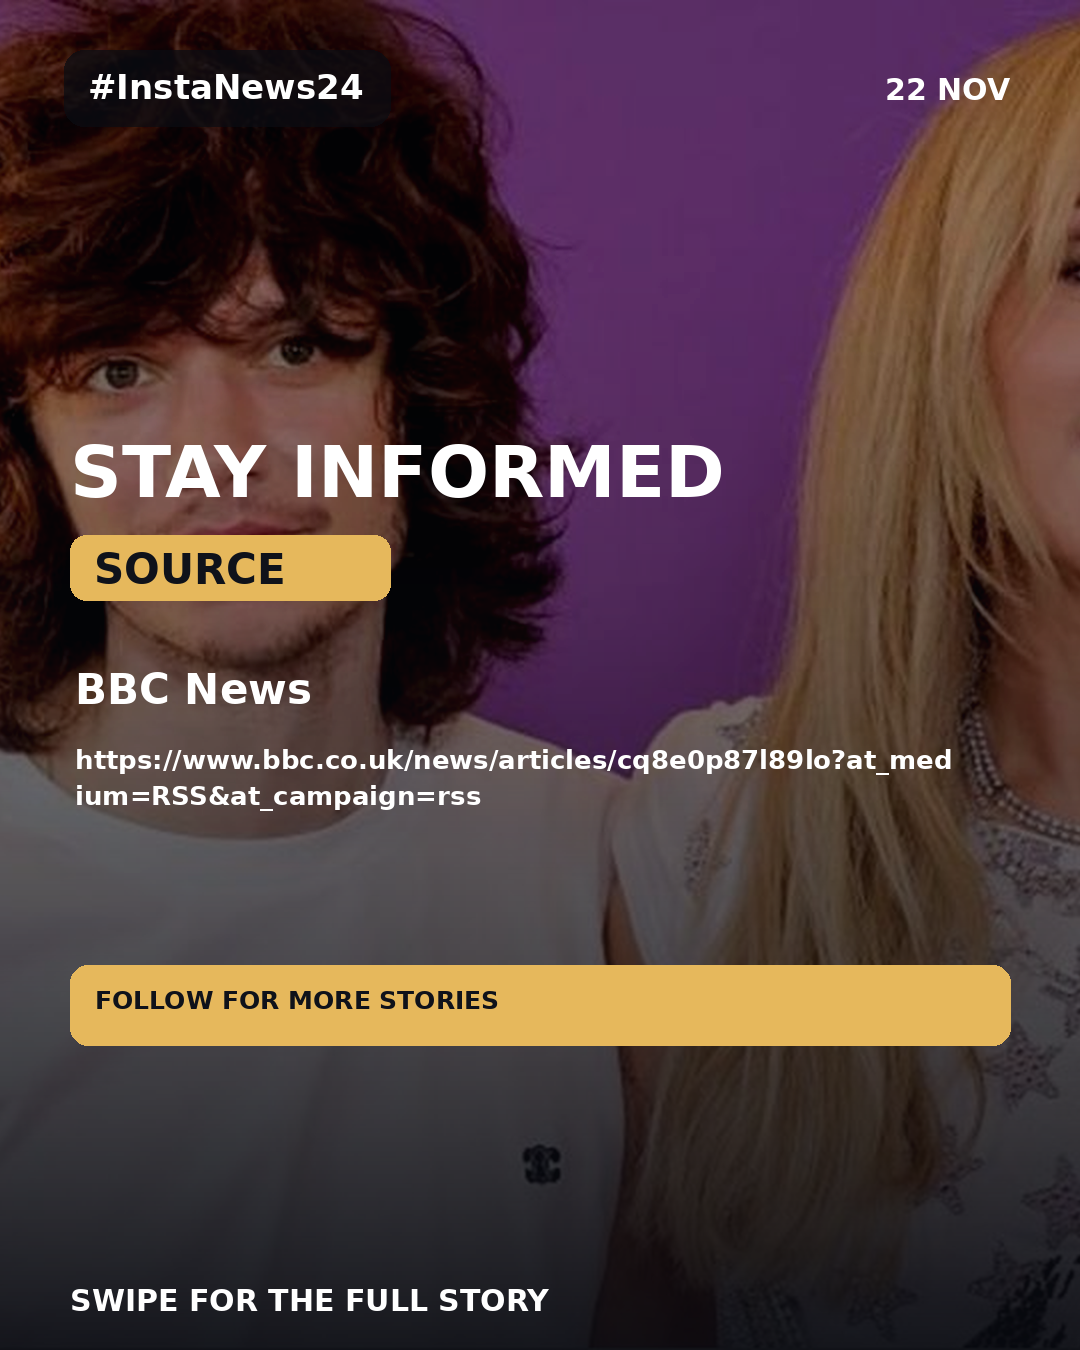 #InstaNews24
22 NOV
STAY INFORMED
SOURCE
BBC News
https://www.bbc.co.uk/news/articles/cq8e0p87l89lo?at_med
ium=RSS&at_campaign=rss
FOLLOW FOR MORE STORIES
SWIPE FOR THE FULL STORY